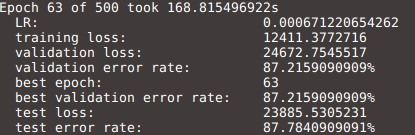 Epoch 63 of 500 took 168.815496922s
LR: 0.000671220654262
training loss: 12411.3772716
validation loss: 24672.7545517
validation error rate: 87.2159090909%
best epoch: 63
best validation error rate: 87.2159090909%
test loss: 23885.5305231
test error rate: 87.7840909091%